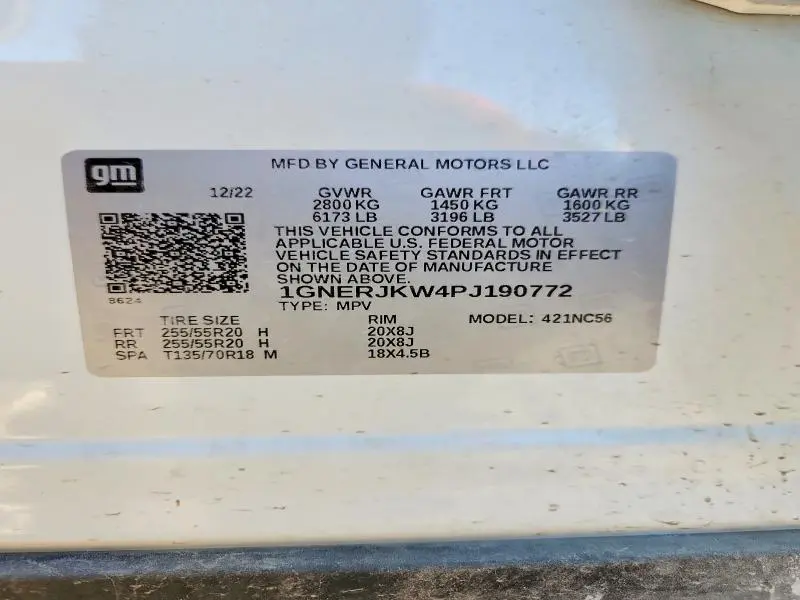 gm
MFD BY GENERAL MOTORS LLC
12/22 GVWR GAWR FRT GAWR RR
2800 KG 1450 KG 1600 KG
6173 LB 3196 LB 3527 LB
THIS VEHICLE CONFORMS TO ALL
APPLICABLE U.S. FEDERAL MOTOR
VEHICLE SAFETY STANDARDS IN EFFECT
ON THE DATE OF MANUFACTURE
SHOWN ABOVE.
8624
1GNERJKW4PJ190772
TYPE: MPV
TIRE SIZE RIM MODEL: 421NC56
FRT 255/55R20 H 20X8J
RR 255/55R20 H 20X8J
SPA T135/70R18 M 18X4.5B